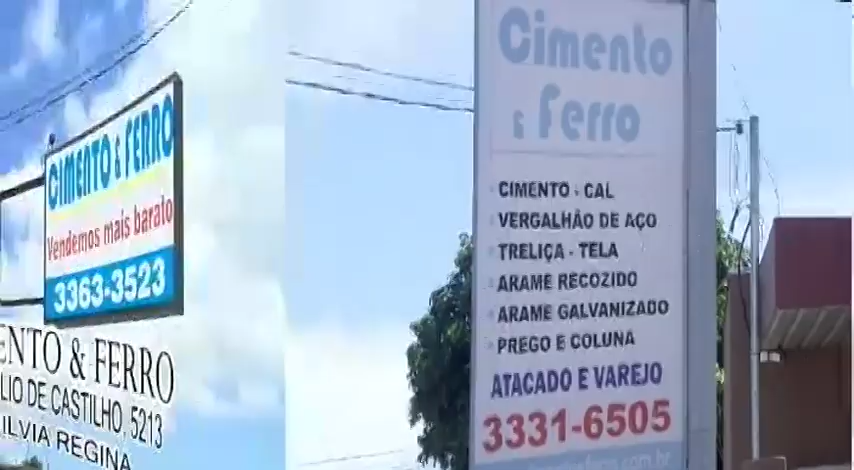 CIMENTO & FERRO
Vendemos mais barato
3363-3523
ENTO & FERRO
LIO DE CASTILHO, 5213
ILVIA REGINA
Cimento
& Ferro
CIMENTO - CAL
VERGALHÃO DE AÇO
TRELIÇA - TELA
ARAME RECOZIDO
ARAME GALVANIZADO
PREGO E COLUNA
ATACADO E VAREJO
3331-6505